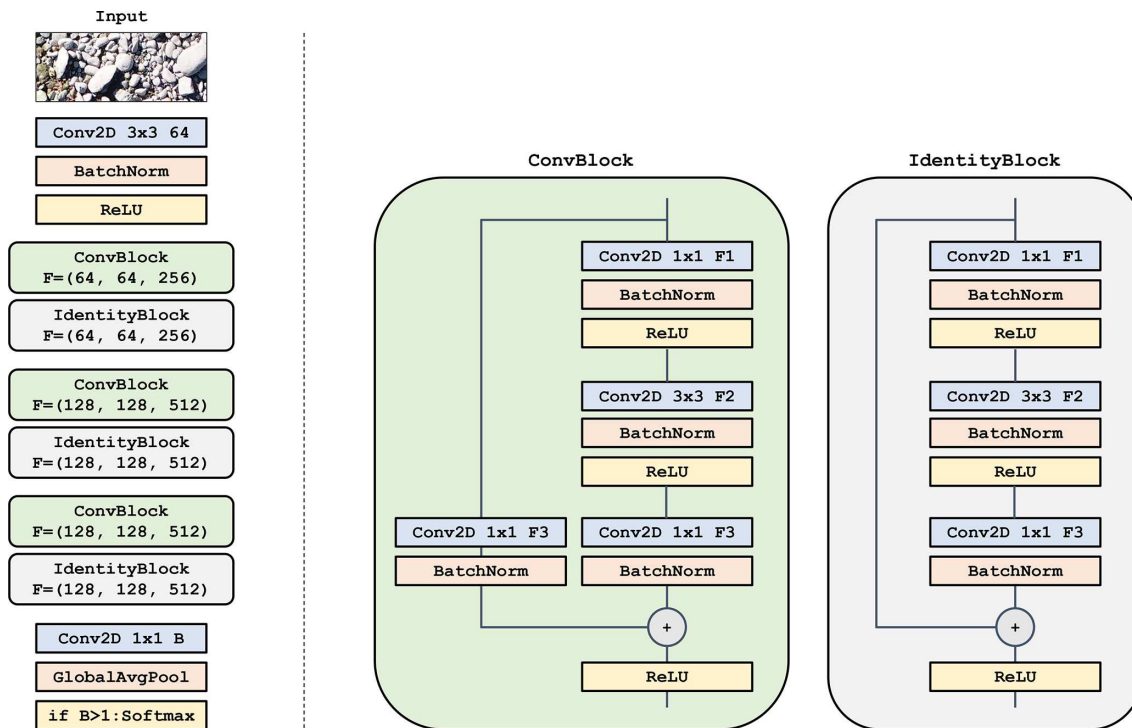 Input
Conv2D 3x3 64
BatchNorm
ReLU
ConvBlock
F=(64, 64, 256)
IdentityBlock
F=(64, 64, 256)
ConvBlock
F=(128, 128, 512)
IdentityBlock
F=(128, 128, 512)
ConvBlock
F=(128, 128, 512)
IdentityBlock
F=(128, 128, 512)
Conv2D 1x1 B
GlobalAvgPool
if B>1:Softmax
ConvBlock
Conv2D 1x1 F1
BatchNorm
ReLU
Conv2D 3x3 F2
BatchNorm
ReLU
Conv2D 1x1 F3
BatchNorm
Conv2D 1x1 F3
BatchNorm
+
ReLU
IdentityBlock
Conv2D 1x1 F1
BatchNorm
ReLU
Conv2D 3x3 F2
BatchNorm
ReLU
Conv2D 1x1 F3
BatchNorm
+
ReLU